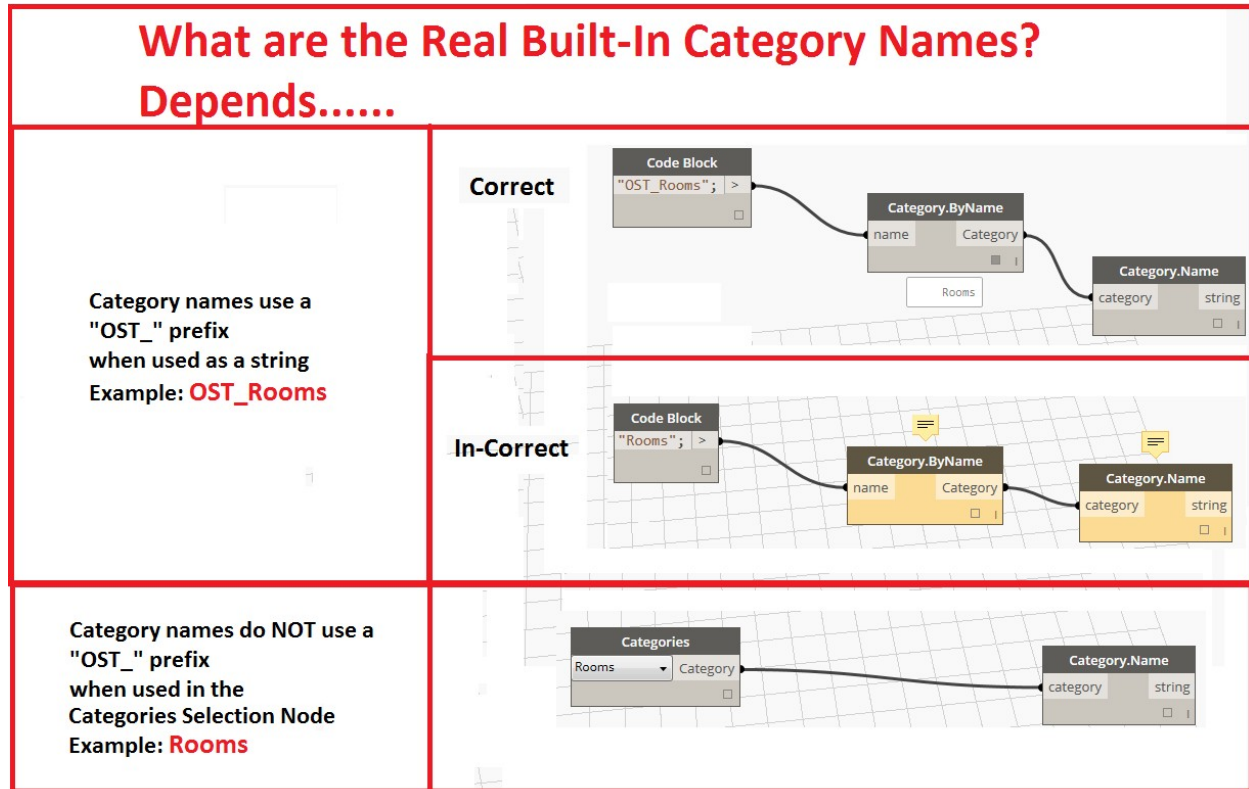 What are the Real Built-In Category Names?
Depends......
Category names use a
"OST_" prefix
when used as a string
Example: OST_Rooms
Correct
Code Block
"OST_Rooms"; >
Category.ByName
name Category
Rooms
Category.Name
category string
In-Correct
Code Block
"Rooms"; >
Category.ByName
name Category
Category.Name
category string
Category names do NOT use a
"OST_" prefix
when used in the
Categories Selection Node
Example: Rooms
Categories
Rooms Category
Category.Name
category string